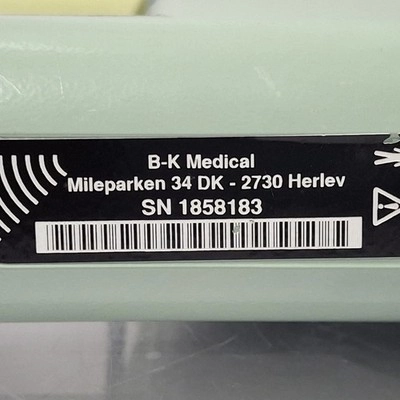 B-K Medical
Mileparken 34 DK - 2730 Herlev
SN 1858183